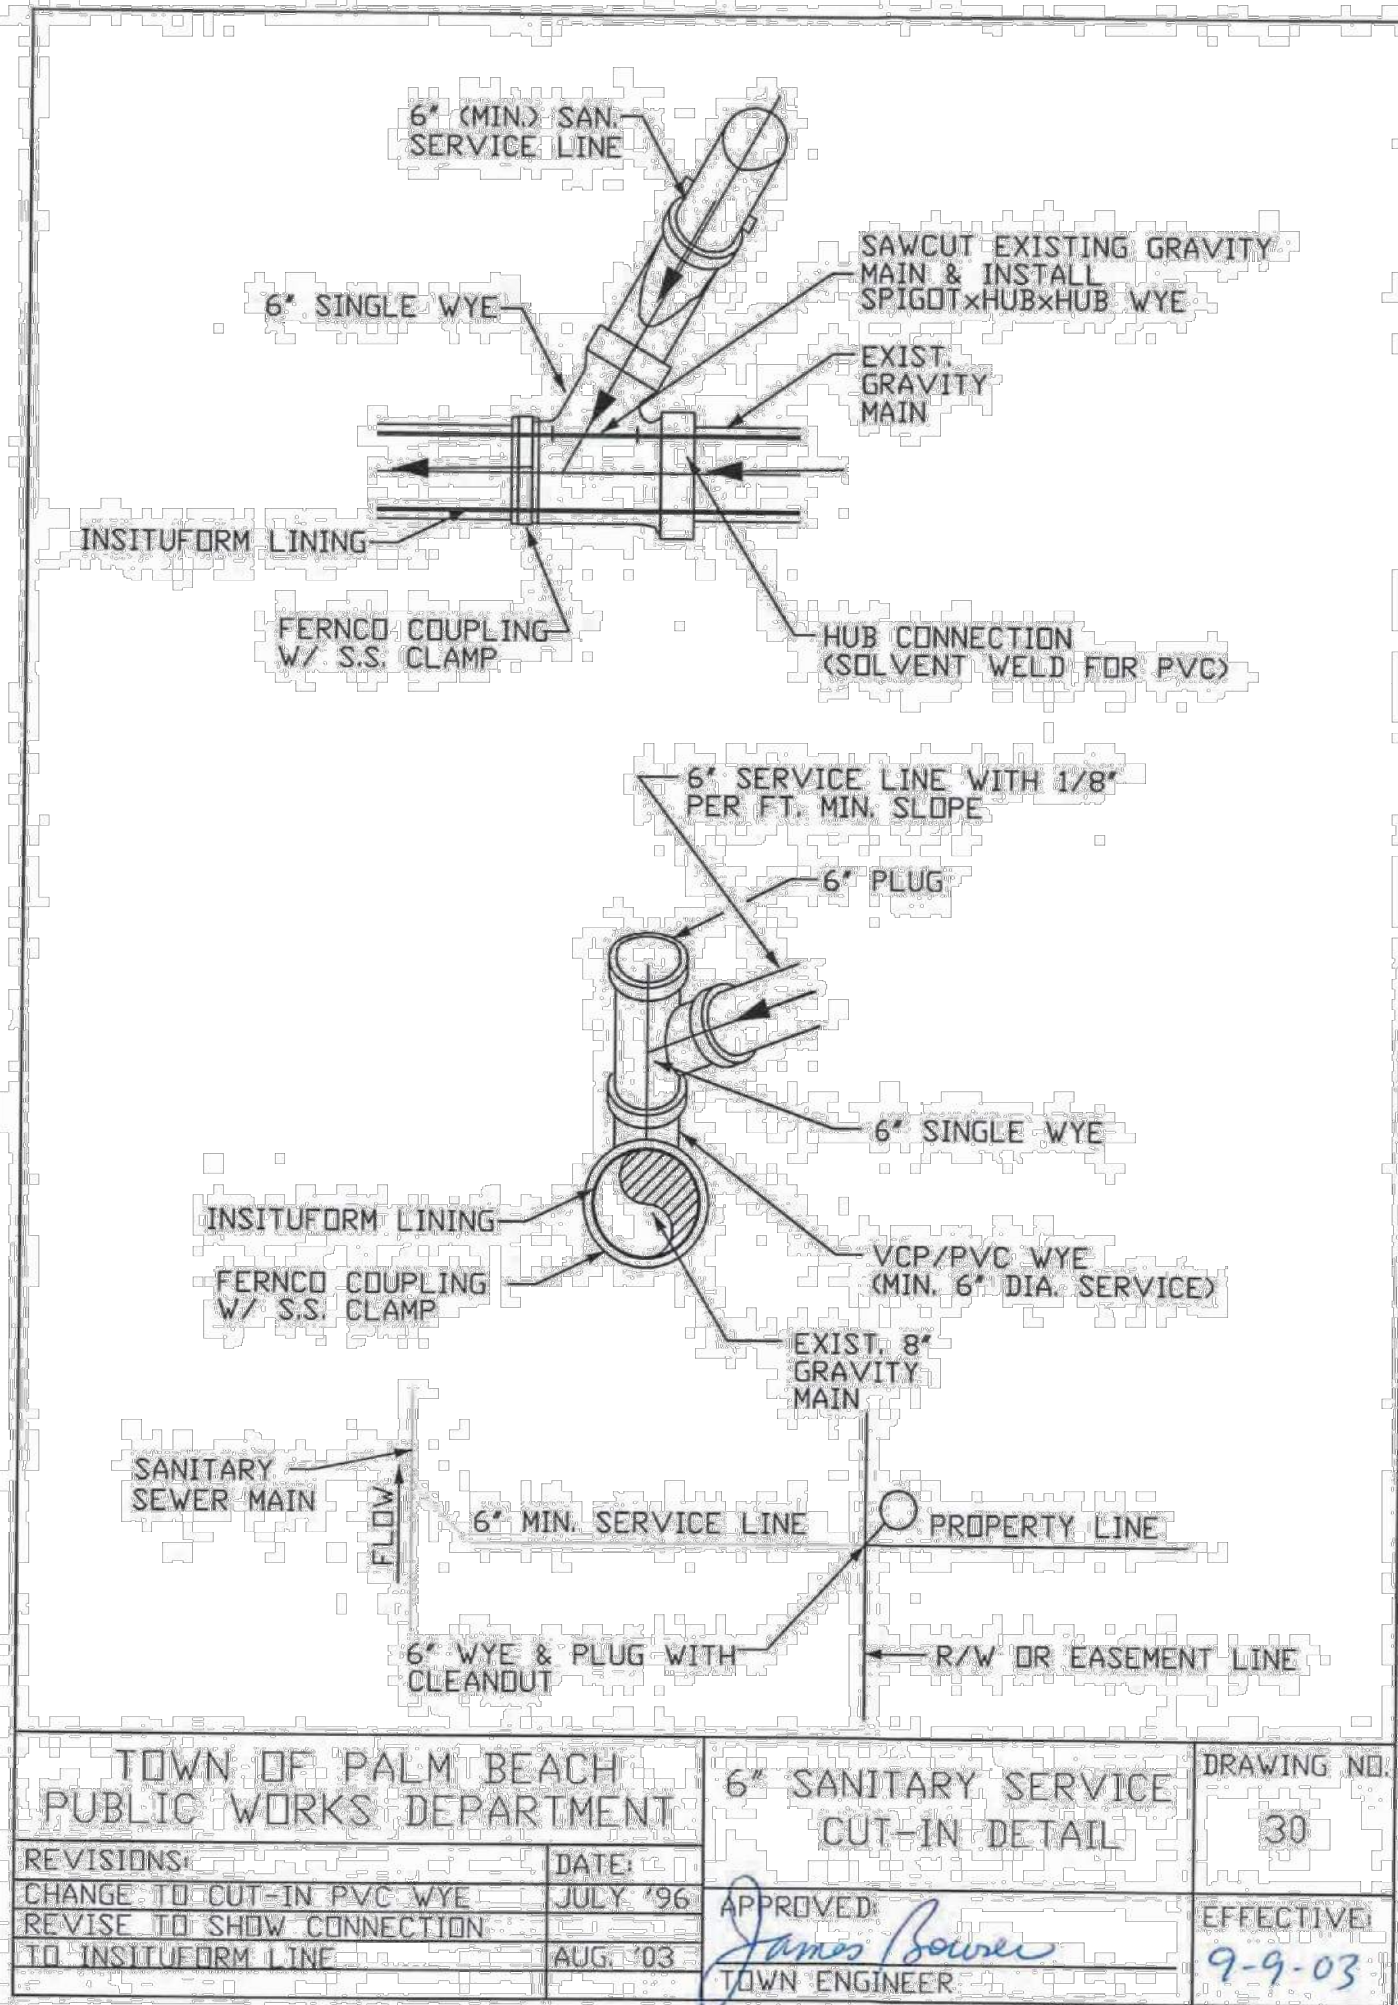 6" (MIN.) SAN.
SERVICE LINE
SAWCUT EXISTING GRAVITY
MAIN & INSTALL
SPIGOTxHUBxHUB WYE
6" SINGLE WYE
EXIST.
GRAVITY
MAIN
INSITUFORM LINING
FERNCO COUPLING
W/ S.S. CLAMP
HUB CONNECTION
(SOLVENT WELD FOR PVC)
6" SERVICE LINE WITH 1/8"
PER FT. MIN. SLOPE
6" PLUG
6" SINGLE WYE
INSITUFORM LINING
FERNCO COUPLING
W/ S.S. CLAMP
VCP/PVC WYE
(MIN. 6" DIA. SERVICE)
EXIST. 8"
GRAVITY
MAIN
SANITARY
SEWER MAIN
FLOW
6" MIN. SERVICE LINE
PROPERTY LINE
6" WYE & PLUG WITH
CLEANOUT
R/W OR EASEMENT LINE
TOWN OF PALM BEACH
PUBLIC WORKS DEPARTMENT
REVISIONS: DATE:
CHANGE TO CUT-IN PVC WYE JULY '96
REVISE TO SHOW CONNECTION
TO INSITUFORM LINE AUG. '03
6" SANITARY SERVICE
CUT-IN DETAIL
APPROVED:
James Bowser
TOWN ENGINEER
DRAWING NO.
30
EFFECTIVE:
9-9-03